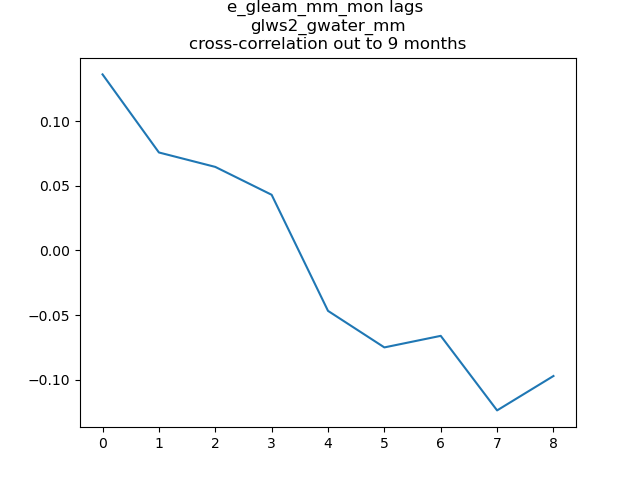 e_gleam_mm_mon lags
glws2_gwater_mm
cross-correlation out to 9 months
0.10
0.05
0.00
−0.05
−0.10
0 1 2 3 4 5 6 7 8